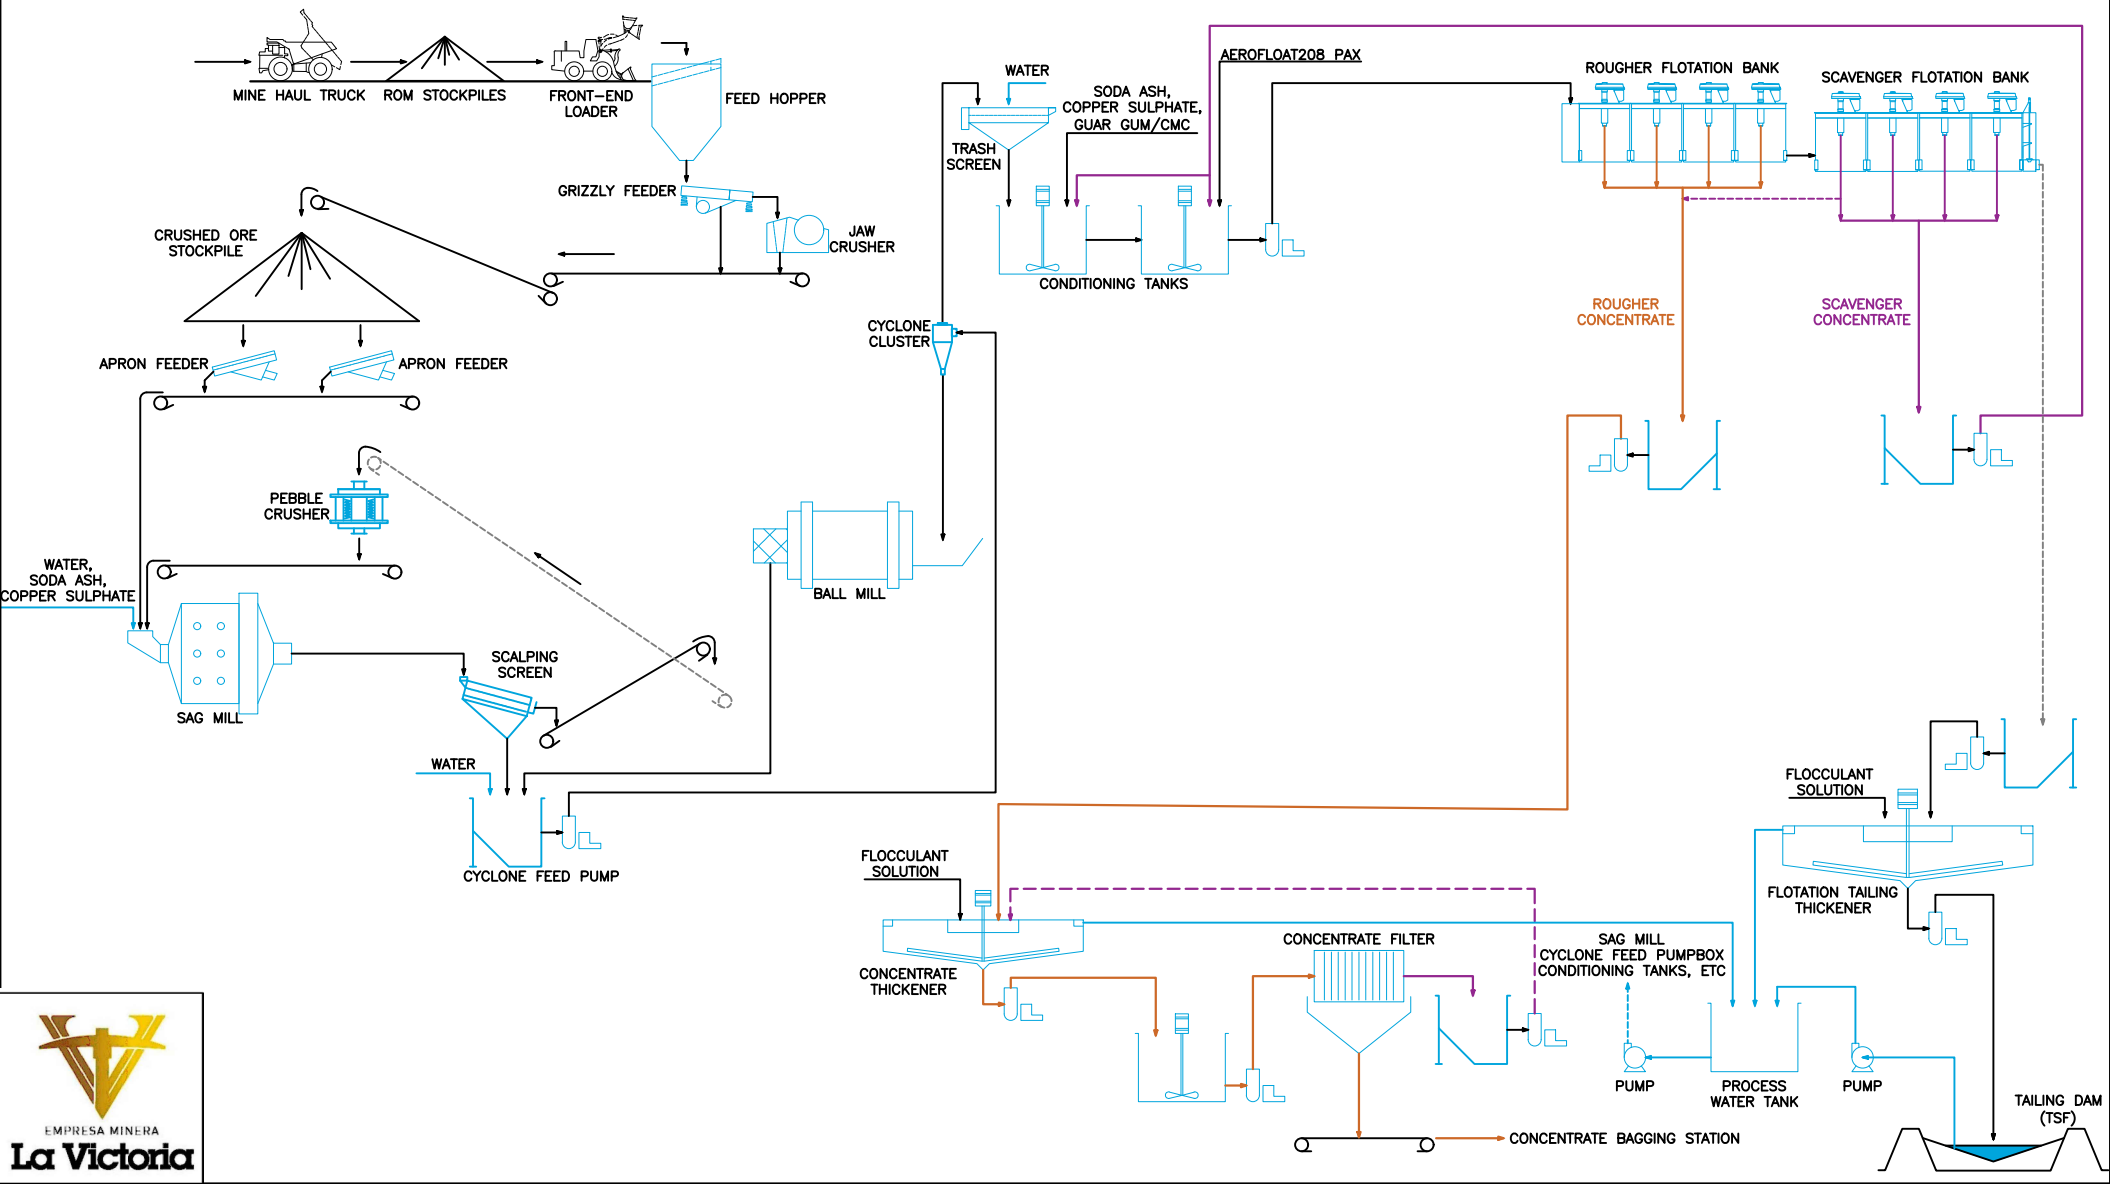 MINE HAUL TRUCK
ROM STOCKPILES
FRONT-END
LOADER
FEED HOPPER
GRIZZLY FEEDER
JAW
CRUSHER
CRUSHED ORE
STOCKPILE
APRON FEEDER
APRON FEEDER
PEBBLE
CRUSHER
WATER,
SODA ASH,
COPPER SULPHATE
SAG MILL
SCALPING
SCREEN
WATER
CYCLONE FEED PUMP
BALL MILL
CYCLONE
CLUSTER
WATER
TRASH
SCREEN
SODA ASH,
COPPER SULPHATE,
GUAR GUM/CMC
AEROFLOAT208 PAX
CONDITIONING TANKS
ROUGHER FLOTATION BANK
SCAVENGER FLOTATION BANK
ROUGHER
CONCENTRATE
SCAVENGER
CONCENTRATE
FLOCCULANT
SOLUTION
FLOTATION TAILING
THICKENER
FLOCCULANT
SOLUTION
CONCENTRATE
THICKENER
CONCENTRATE FILTER
SAG MILL
CYCLONE FEED PUMPBOX
CONDITIONING TANKS, ETC
PUMP
PROCESS
WATER TANK
PUMP
TAILING DAM
(TSF)
CONCENTRATE BAGGING STATION
EMPRESA MINERA
La Victoria